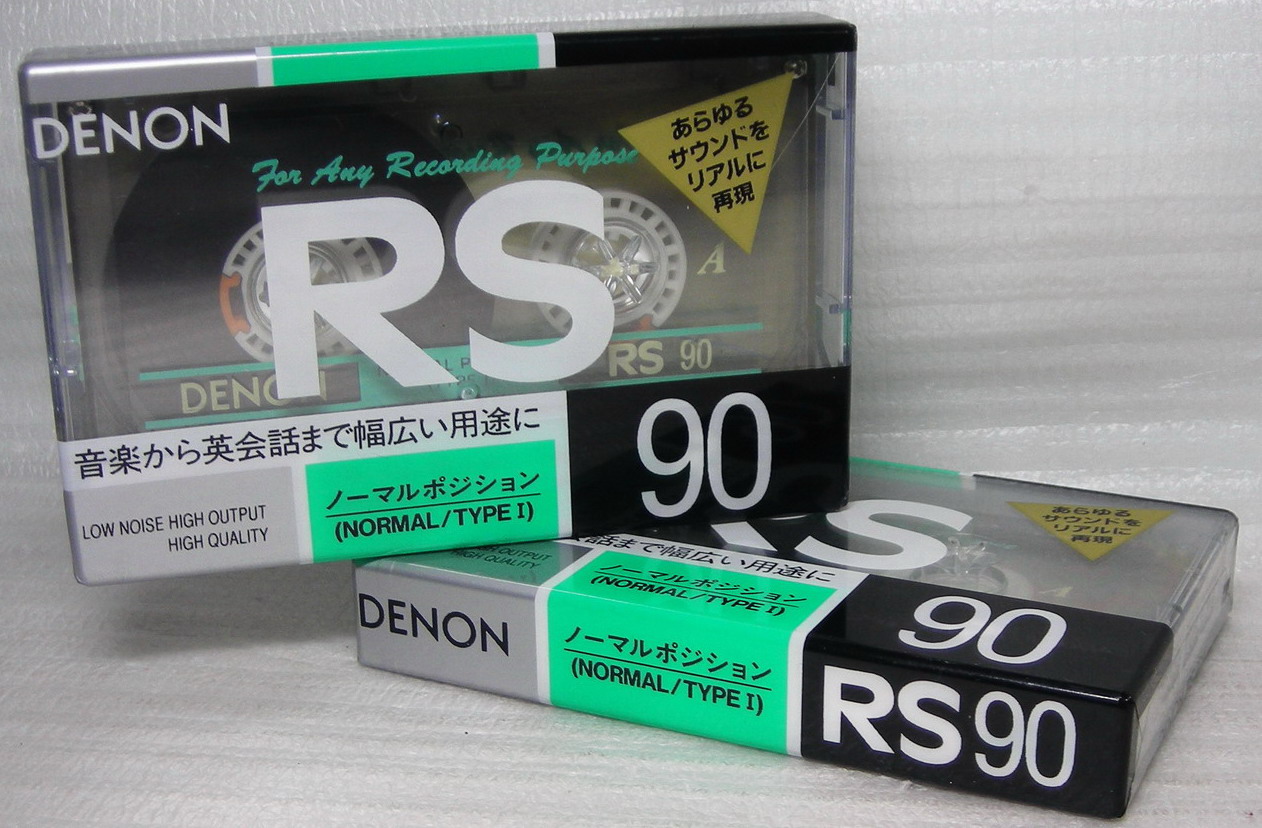 DENON
For Any Recording Purpose
あらゆる
サウンドを
リアルに
再現
RS
A
DENON
RS 90
音楽から英会話まで幅広い用途に
90
LOW NOISE HIGH OUTPUT
HIGH QUALITY
ノーマルポジション
(NORMAL/TYPE I)
RS
あらゆる
サウンドを
リアルに
再現
話まで幅広い用途に
OUTPUT
HIGH QUALITY
ノーマルポジション
(NORMAL/TYPE I)
90
DENON
ノーマルポジション
(NORMAL/TYPE I)
RS 90